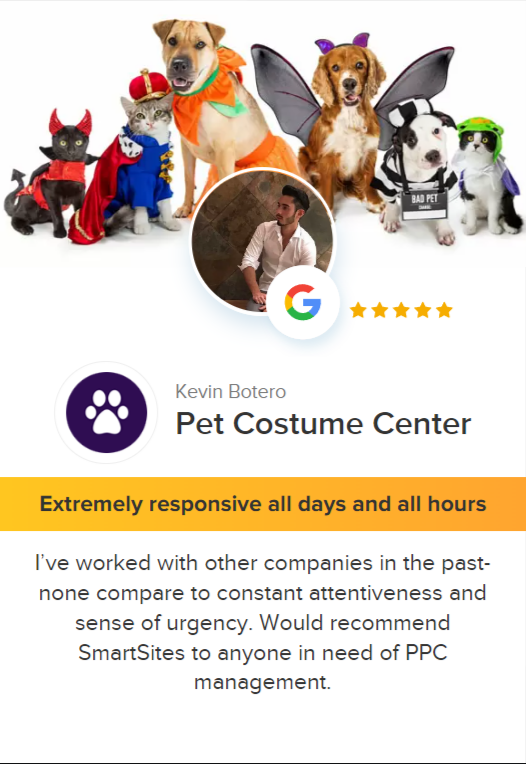 BAD PET
Kevin Botero
Pet Costume Center
Extremely responsive all days and all hours
I've worked with other companies in the past-
none compare to constant attentiveness and
sense of urgency. Would recommend
SmartSites to anyone in need of PPC
management.